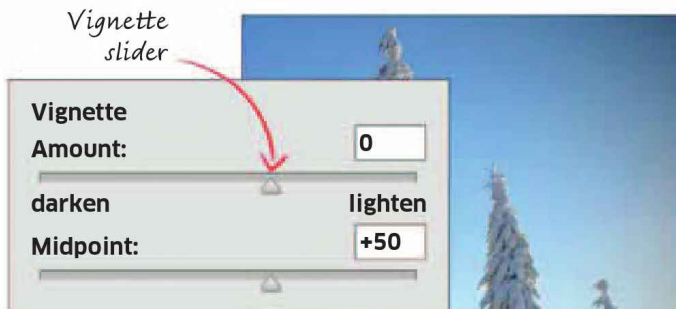 Vignette
slider
Vignette
Amount: 0
darken lighten
Midpoint: +50